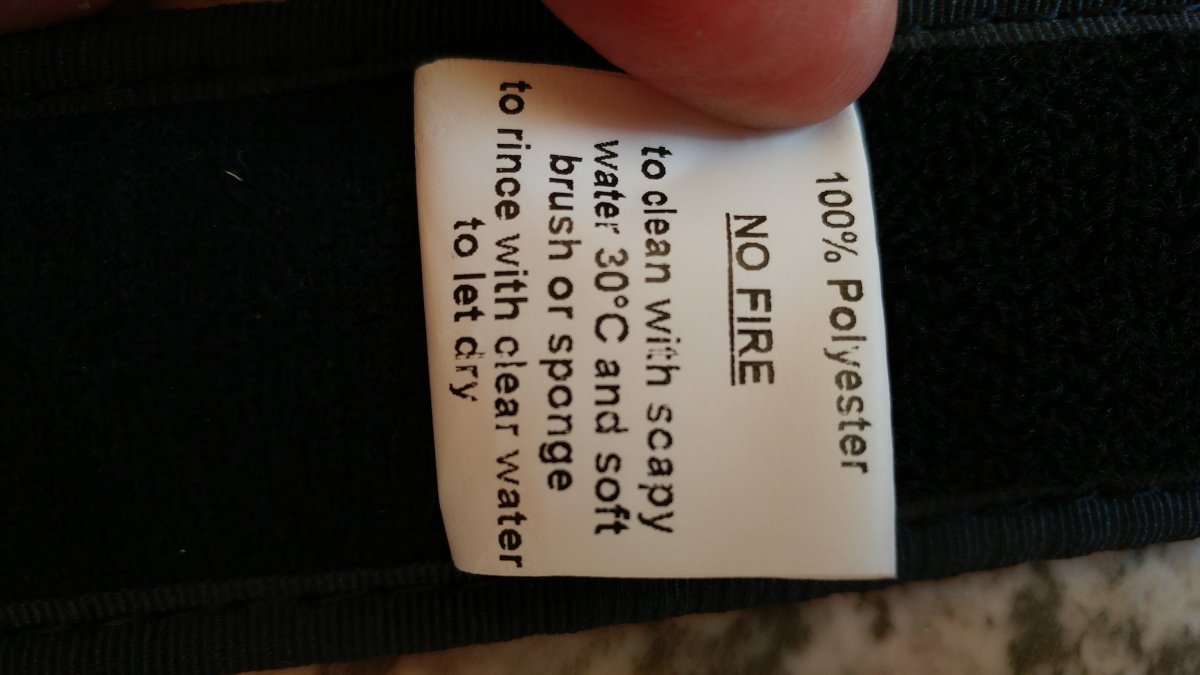 100% Polyester
NO FIRE
to clean with scapy
water 30°C and soft
brush or sponge
to rince with clear water
to let dry